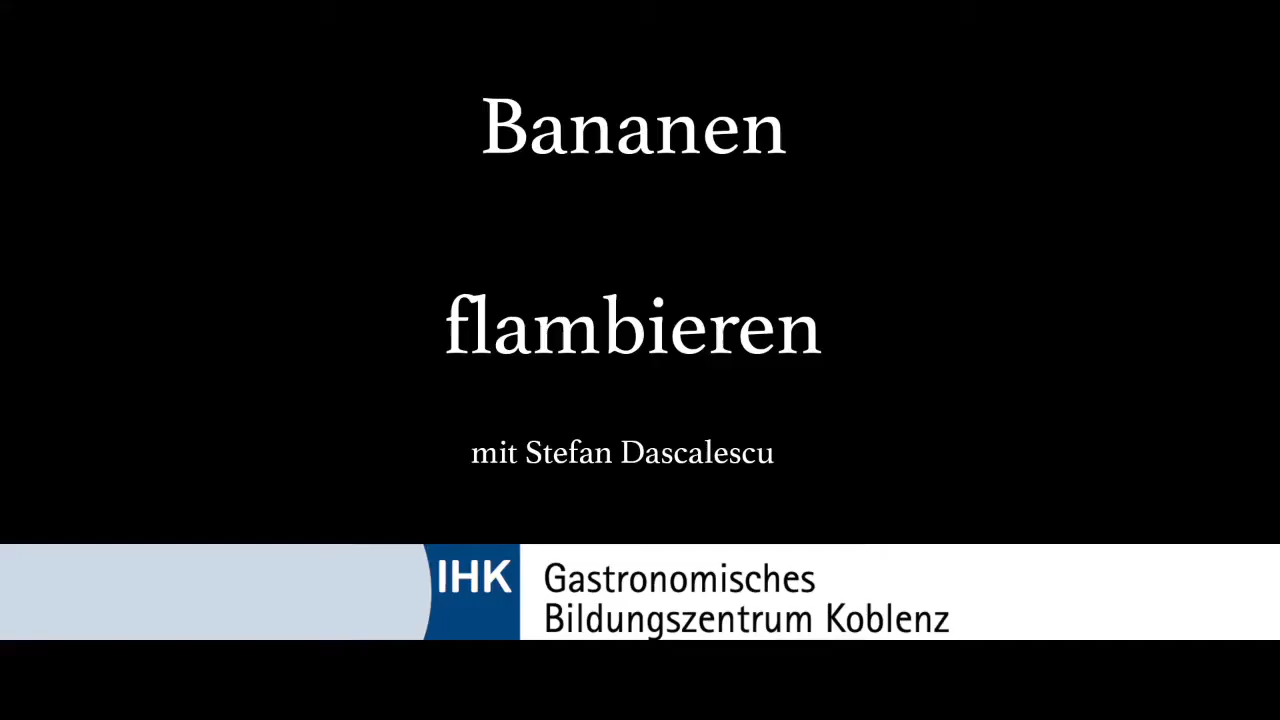 Bananen
flambieren
mit Stefan Dascalescu
IHK
Gastronomisches
Bildungszentrum Koblenz